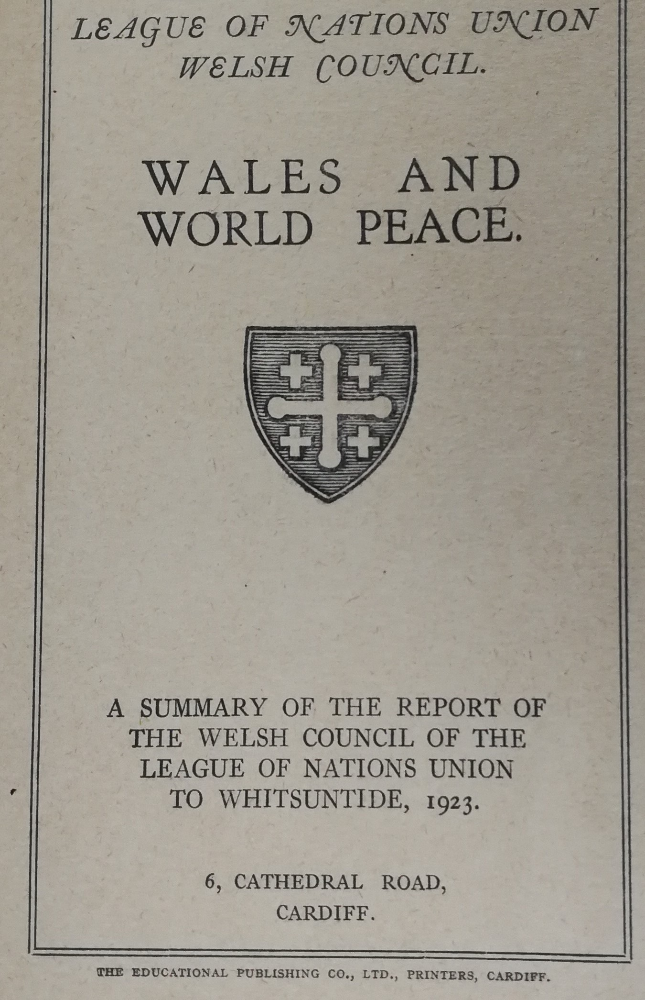 LEAGUE OF NATIONS UNION
WELSH COUNCIL.
WALES AND
WORLD PEACE.
A SUMMARY OF THE REPORT OF
THE WELSH COUNCIL OF THE
LEAGUE OF NATIONS UNION
TO WHITSUNTIDE, 1923.
6, CATHEDRAL ROAD,
CARDIFF.
THE EDUCATIONAL PUBLISHING CO., LTD., PRINTERS, CARDIFF.